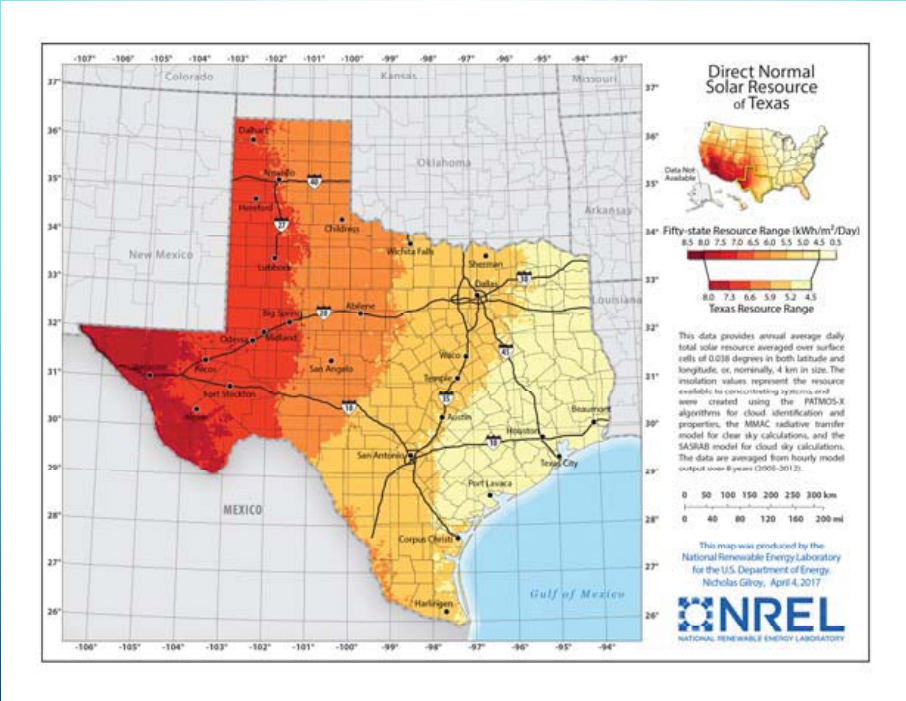 -107° -106° -105° -104° -103° -102° -101° -100° -99° -98° -97° -96° -95° -94° -93°
Colorado Kansas Missouri
37° 37°
36° Dalhart 36°
Oklahoma
35° Amarillo 40 35°
Hereford Arkansas
27 Childress
34° 34°
Wichita Falls
New Mexico Sherman
Lubbock 30
33° Dallas 33°
Abilene Louisiana
Big Spring 20
32° Odessa Midland 32°
Waco 45
Pecos San Angelo
31° Temple 31°
Fort Stockton 35
10 Beaumont
30° Austin 30°
Houston
10
San Antonio Texas City
29° 29°
Port Lavaca
MEXICO
28° 28°
Corpus Christi
27° 27°
Gulf of Mexico
Harlingen
26° 26°
-106° -105° -104° -103° -102° -101° -100° -99° -98° -97° -96° -95° -94°
Direct Normal
Solar Resource
of Texas
Data Not
Available
Fifty-state Resource Range (kWh/m²/Day)
8.5 8.0 7.5 7.0 6.5 6.0 5.5 5.0 4.5 0.5
8.0 7.3 6.6 5.9 5.2 4.5
Texas Resource Range
This data provides annual average daily
total solar resource averaged over surface
cells of 0.038 degrees in both latitude and
longitude, or, nominally, 4 km in size. The
insolation values represent the resource
available to concentrating systems, and
were created using the PATMOS-X
algorithms for cloud identification and
properties, the MMAC radiative transfer
model for clear sky calculations, and the
SASRAB model for cloud sky calculations.
The data are averaged from hourly model
output over 8 years (2005-2012).
0 50 100 150 200 250 300 km
0 40 80 120 160 200 mi
This map was produced by the
National Renewable Energy Laboratory
for the U.S. Department of Energy.
Nicholas Gilroy, April 4, 2017
NREL
NATIONAL RENEWABLE ENERGY LABORATORY